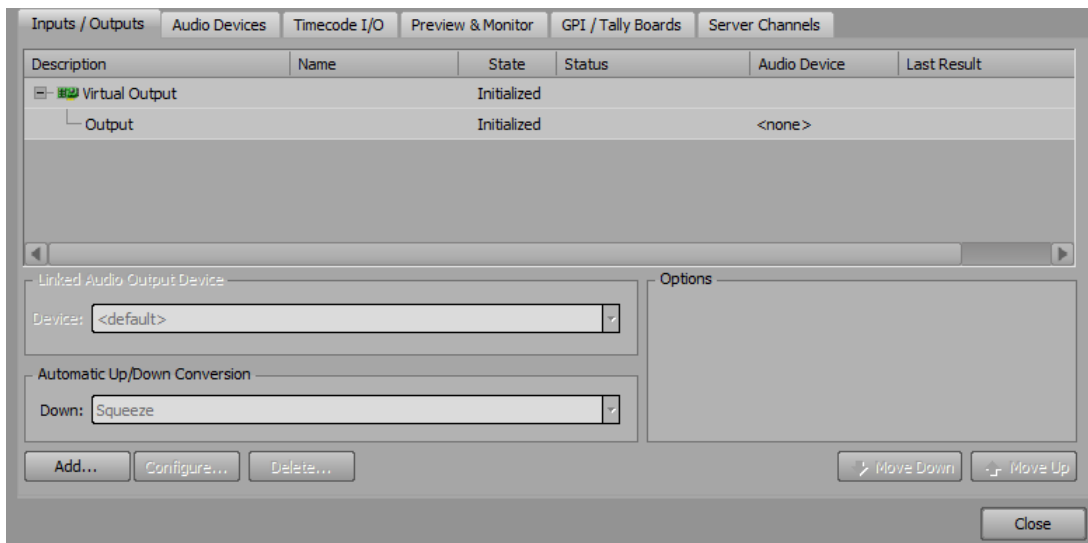 Inputs / Outputs Audio Devices Timecode I/O Preview & Monitor GPI / Tally Boards Server Channels
Description Name State Status Audio Device Last Result
Virtual Output Initialized
Output Initialized <none>
Linked Audio Output Device Options
Device: <default>
Automatic Up/Down Conversion
Down: Squeeze
Add... Configure... Delete... Move Down Move Up
Close